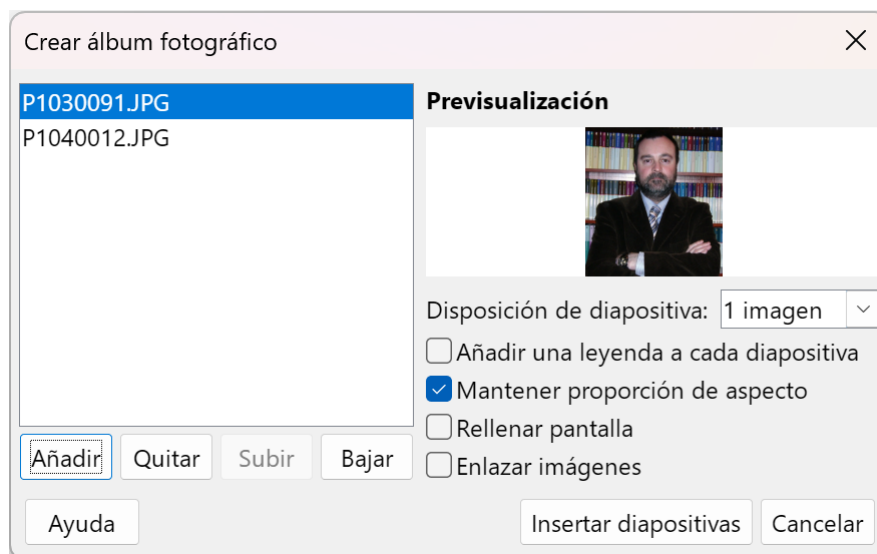 Crear álbum fotográfico
P1030091.JPG
P1040012.JPG
Previsualización
Disposición de diapositiva: 1 imagen
Añadir una leyenda a cada diapositiva
Mantener proporción de aspecto
Rellenar pantalla
Enlazar imágenes
Añadir Quitar Subir Bajar
Ayuda Insertar diapositivas Cancelar